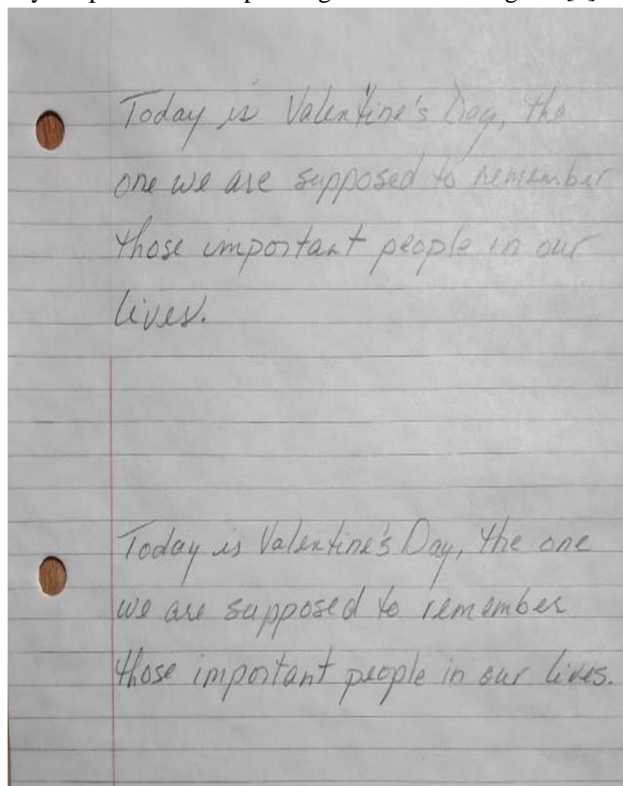 Today is Valentine's Day, the
one we are supposed to remember
those important people in our
lives.
Today is Valentine's Day, the one
we are supposed to remember
those important people in our lives.